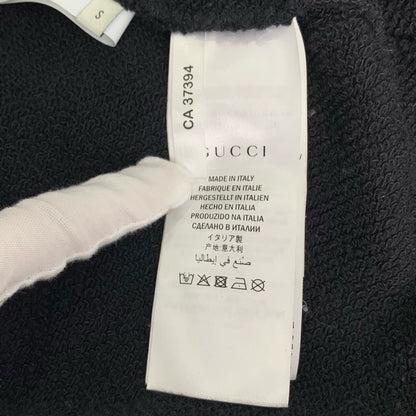 S
CA 37394
GUCCI
MADE IN ITALY
FABRIQUE EN ITALIE
HERGESTELLT IN ITALIEN
HECHO EN ITALIA
PRODUZIDO NA ITALIA
СДЕЛАНО В ИТАЛИИ
イタリア製
产地:意大利
صنع في إيطاليا